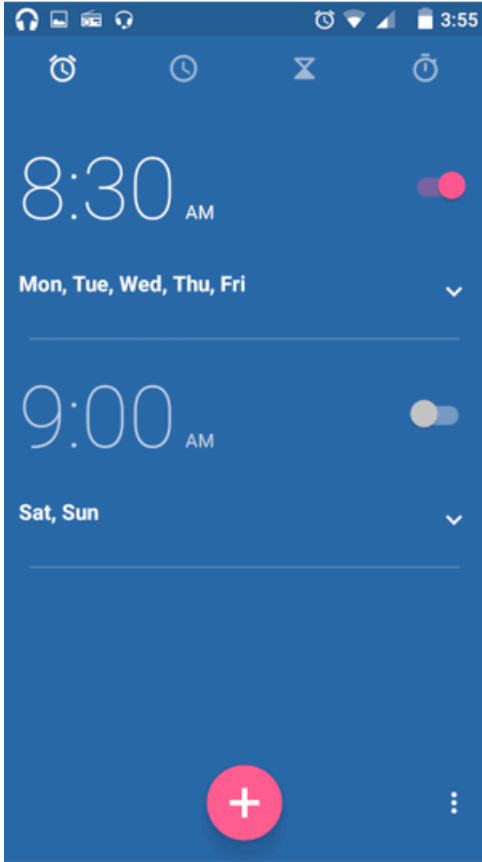 3:55
8:30 AM
Mon, Tue, Wed, Thu, Fri
9:00 AM
Sat, Sun